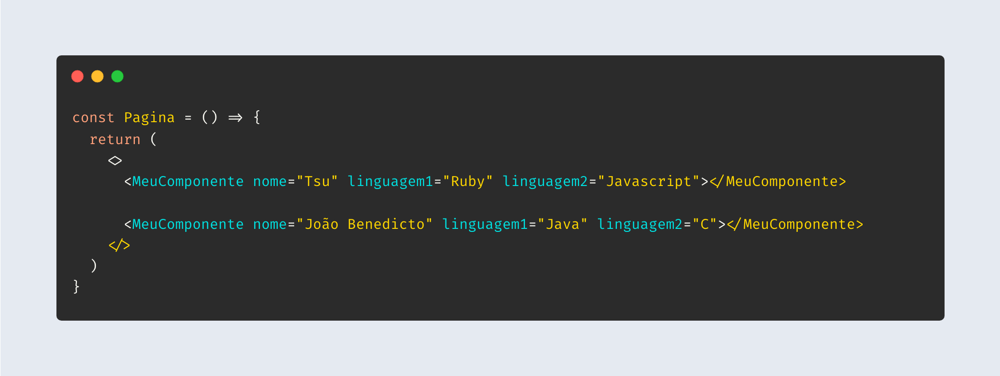 const Pagina = () => {
  return (
    <>
      <MeuComponente nome="Tsu" linguagem1="Ruby" linguagem2="Javascript"></MeuComponente>

      <MeuComponente nome="João Benedicto" linguagem1="Java" linguagem2="C"></MeuComponente>
    </>
  )
}